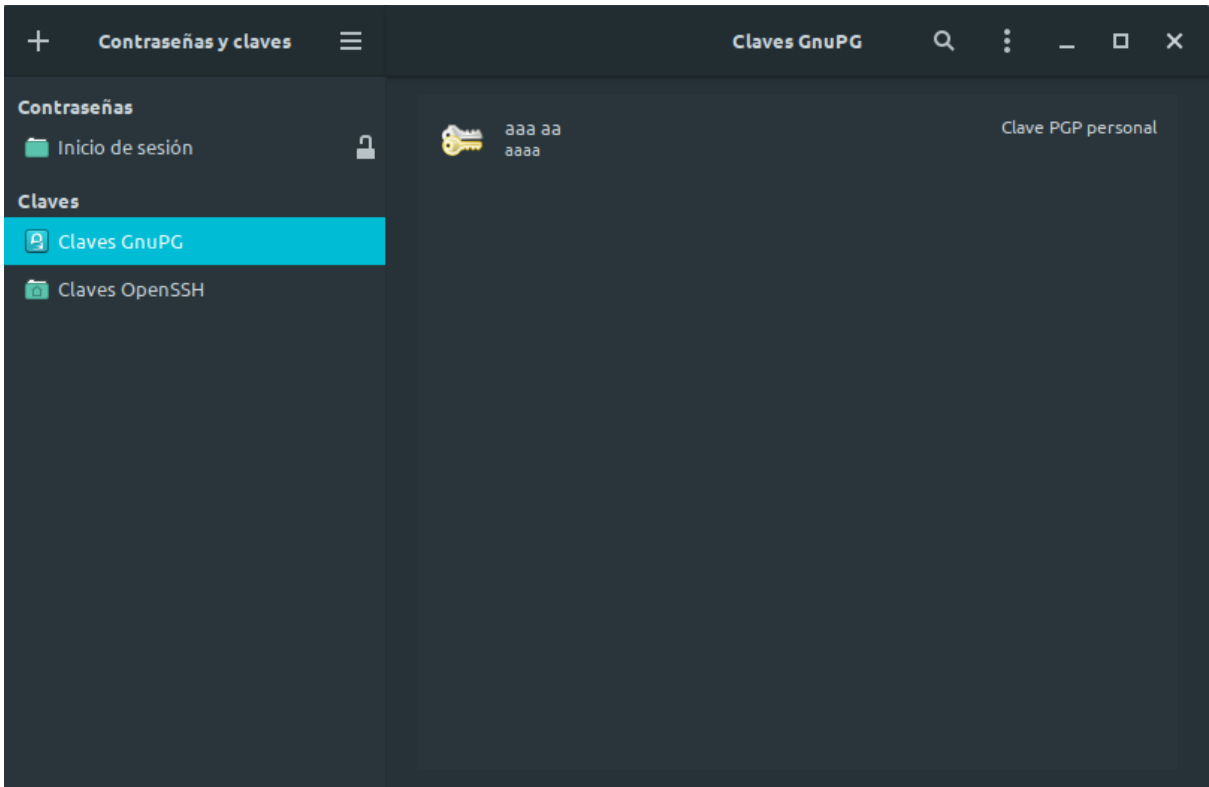 Contraseñas y claves
Claves GnuPG
Contraseñas
Inicio de sesión
Claves
Claves GnuPG
Claves OpenSSH
aaa aa
aaaa
Clave PGP personal